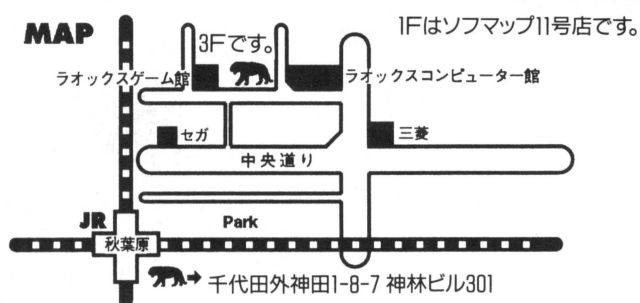 MAP
1Fはソフマップ11号店です。
3Fです。
ラオックスゲーム館
ラオックスコンピューター館
セガ
三菱
中央道り
JR
Park
秋葉原
千代田外神田1-8-7 神林ビル301